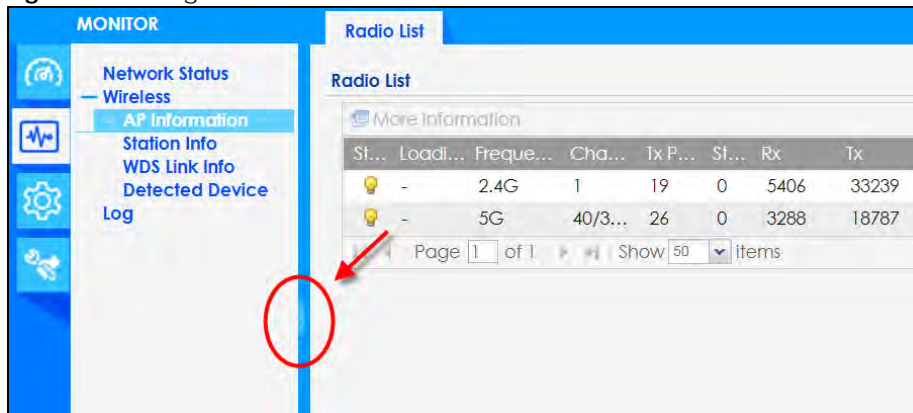 MONITOR
Network Status
Wireless
AP Information
Station Info
WDS Link Info
Detected Device
Log
Radio List
Radio List
More Information
St... Loadi... Freque... Cha... Tx P... St... Rx Tx
- 2.4G 1 19 0 5406 33239
- 5G 40/3... 26 0 3288 18787
Page 1 of 1 Show 50 items